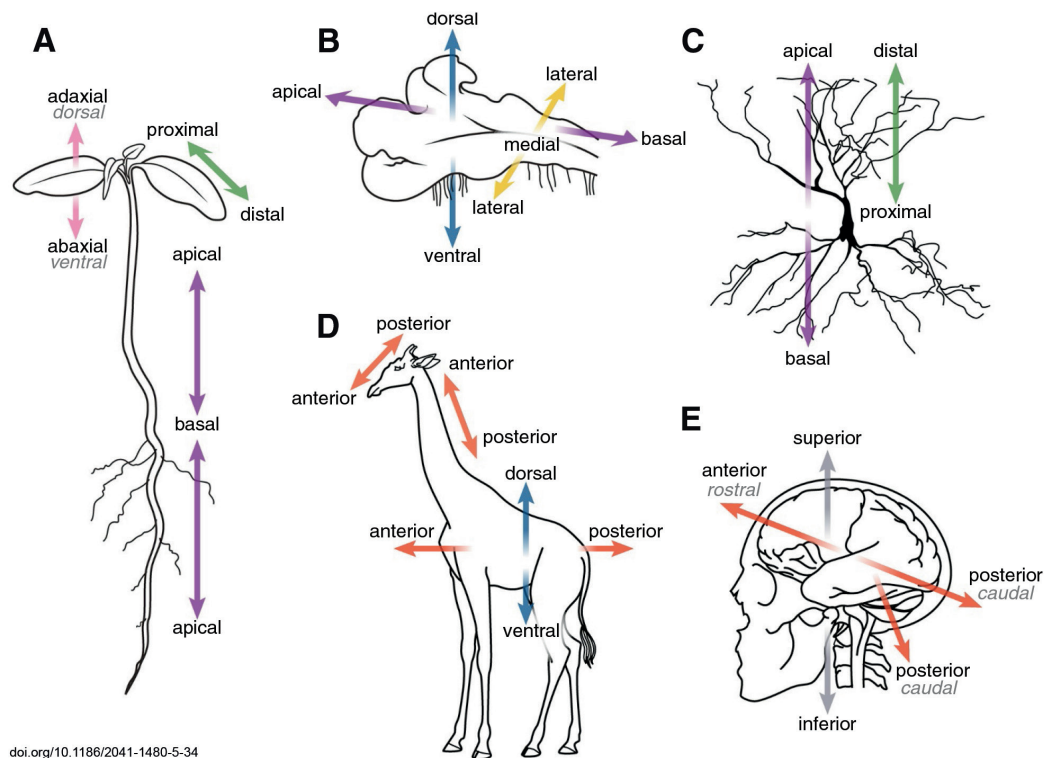 A
adaxial
dorsal
proximal
distal
abaxial
ventral
apical
basal
apical
B
dorsal
apical
lateral
basal
medial
lateral
ventral
C
apical
distal
proximal
basal
D
posterior
anterior
anterior
posterior
dorsal
anterior
posterior
ventral
E
superior
anterior
rostral
posterior
caudal
posterior
caudal
inferior
doi.org/10.1186/2041-1480-5-34